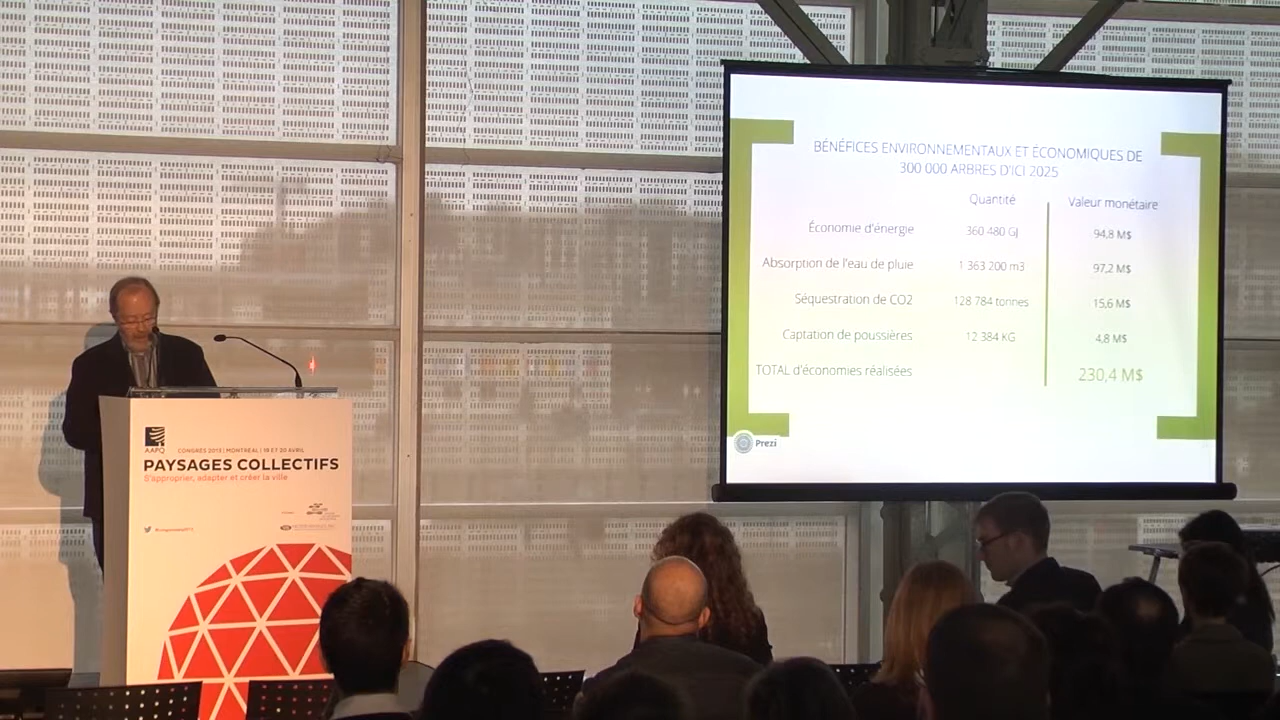 BÉNÉFICES ENVIRONNEMENTAUX ET ÉCONOMIQUES DE
300 000 ARBRES D'ICI 2025
Quantité Valeur monétaire
Économie d'énergie 360 480 GJ 94,8 M$
Absorption de l'eau de pluie 1 363 200 m3 97,2 M$
Séquestration de CO2 128 784 tonnes 15,6 M$
Captation de poussières 12 384 KG 4,8 M$
TOTAL d'économies réalisées 230,4 M$
Prezi
AAPQ
CONGRÈS 2013 | MONTRÉAL | 19 ET 20 AVRIL
PAYSAGES COLLECTIFS
S'approprier, adapter et créer la ville